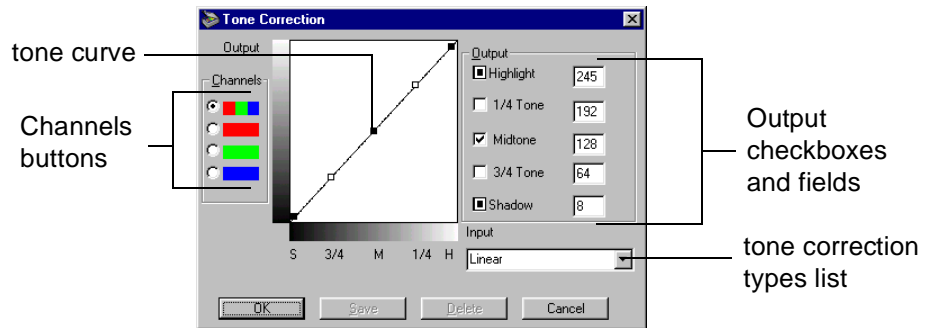 Tone Correction
Output
tone curve
Channels
Channels
buttons
Output
Highlight 245
1/4 Tone 192
Midtone 128
3/4 Tone 64
Shadow 8
Output
checkboxes
and fields
Input
S 3/4 M 1/4 H
Linear
tone correction
types list
OK Save Delete Cancel